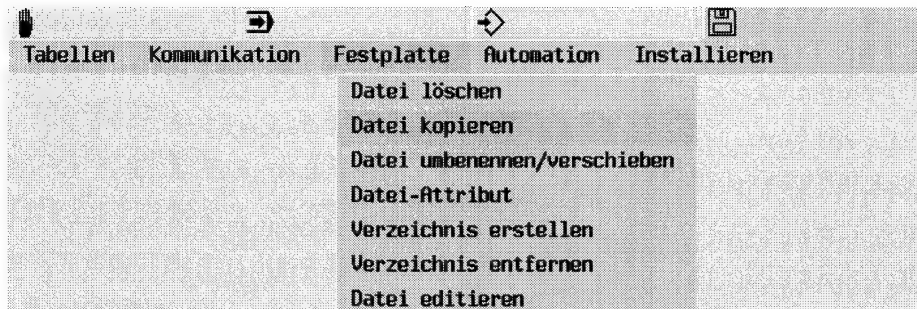 Tabellen Kommunikation Festplatte Automation Installieren
Datei löschen
Datei kopieren
Datei umbenennen/verschieben
Datei-Attribut
Verzeichnis erstellen
Verzeichnis entfernen
Datei editieren